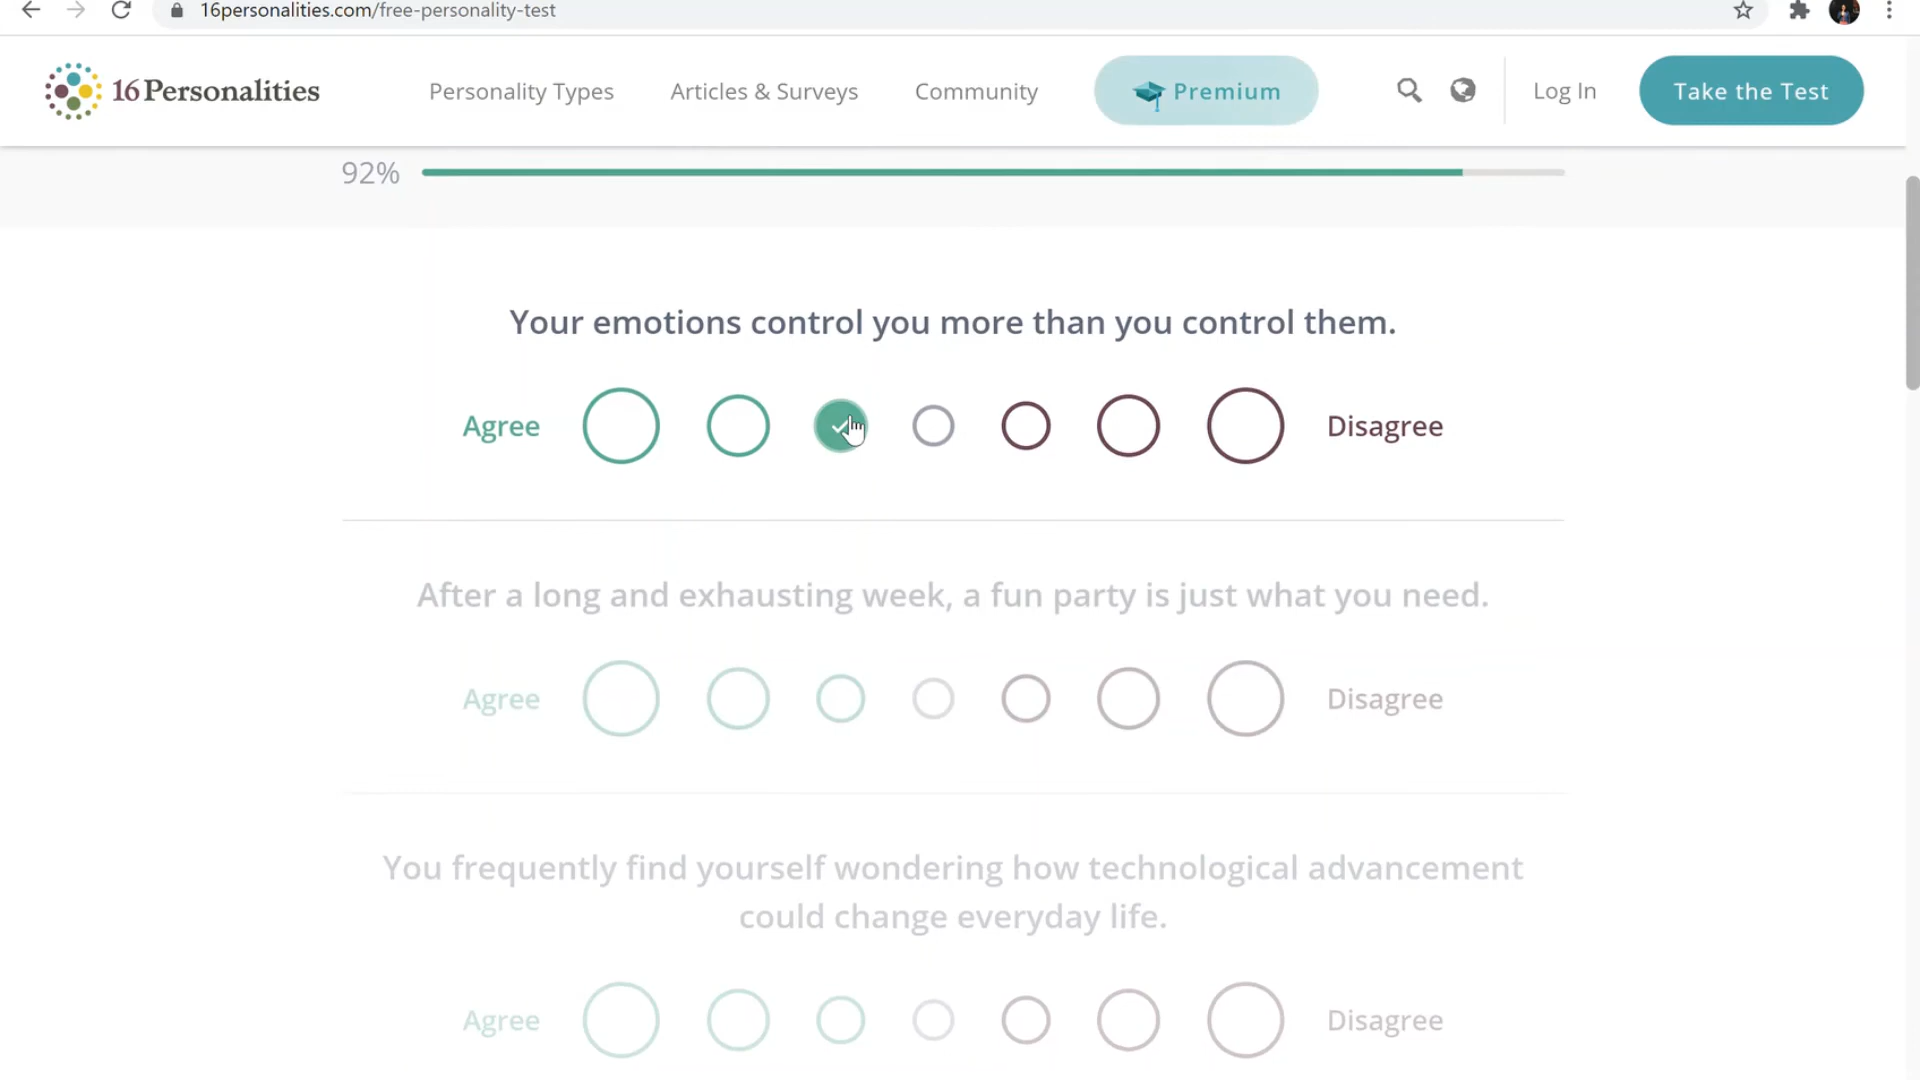 16personalities.com/free-personality-test
16Personalities
Personality Types
Articles & Surveys
Community
Premium
Log In
Take the Test
92%
Your emotions control you more than you control them.
Agree
Disagree
After a long and exhausting week, a fun party is just what you need.
Agree
Disagree
You frequently find yourself wondering how technological advancement
could change everyday life.
Agree
Disagree